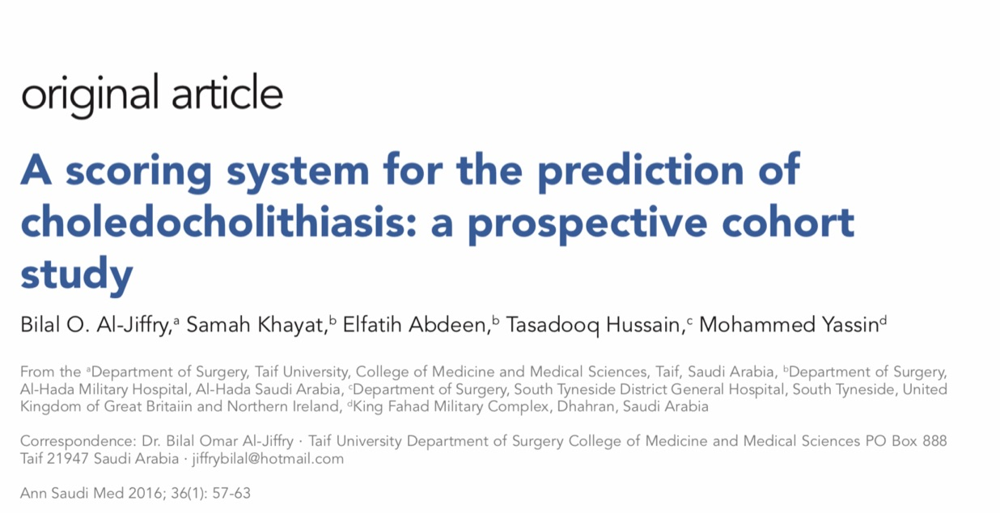 original article
A scoring system for the prediction of
choledocholithiasis: a prospective cohort
study
Bilal O. Al-Jiffry,ᵃ Samah Khayat,ᵇ Elfatih Abdeen,ᵇ Tasadooq Hussain,ᶜ Mohammed Yassinᵈ
From the ᵃDepartment of Surgery, Taif University, College of Medicine and Medical Sciences, Taif, Saudi Arabia, ᵇDepartment of Surgery,
Al-Hada Military Hospital, Al-Hada Saudi Arabia, ᶜDepartment of Surgery, South Tyneside District General Hospital, South Tyneside, United
Kingdom of Great Britaiin and Northern Ireland, ᵈKing Fahad Military Complex, Dhahran, Saudi Arabia
Correspondence: Dr. Bilal Omar Al-Jiffry · Taif University Department of Surgery College of Medicine and Medical Sciences PO Box 888
Taif 21947 Saudi Arabia · jiffrybilal@hotmail.com
Ann Saudi Med 2016; 36(1): 57-63